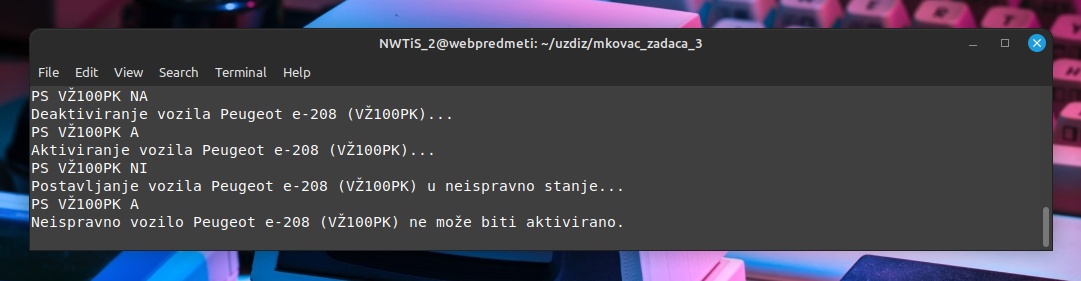 NWTiS_2@webpredmeti: ~/uzdiz/mkovac_zadaca_3
File Edit View Search Terminal Help
PS VŽ100PK NA
Deaktiviranje vozila Peugeot e-208 (VŽ100PK)...
PS VŽ100PK A
Aktiviranje vozila Peugeot e-208 (VŽ100PK)...
PS VŽ100PK NI
Postavljanje vozila Peugeot e-208 (VŽ100PK) u neispravno stanje...
PS VŽ100PK A
Neispravno vozilo Peugeot e-208 (VŽ100PK) ne može biti aktivirano.